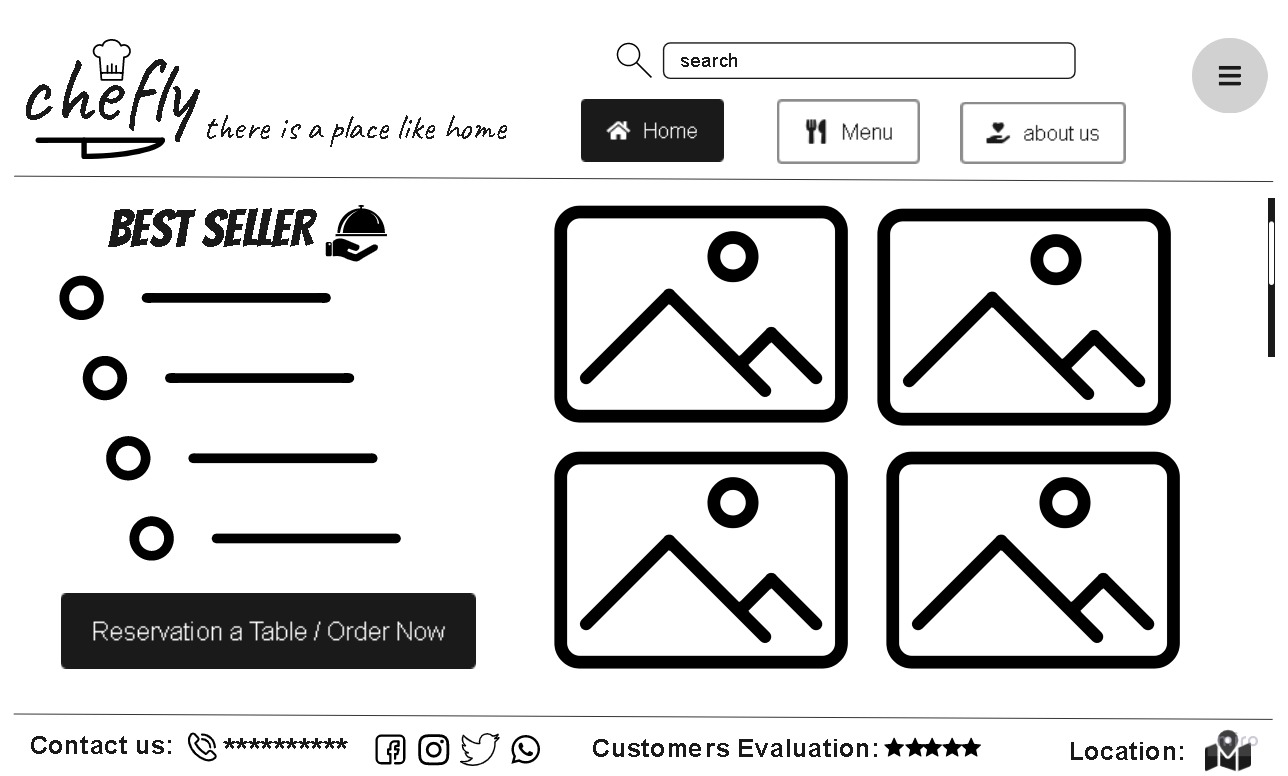 chefly
there is a place like home
search
Home
Menu
about us
BEST SELLER
Reservation a Table / Order Now
Contact us: **********
Customers Evaluation:
Location: